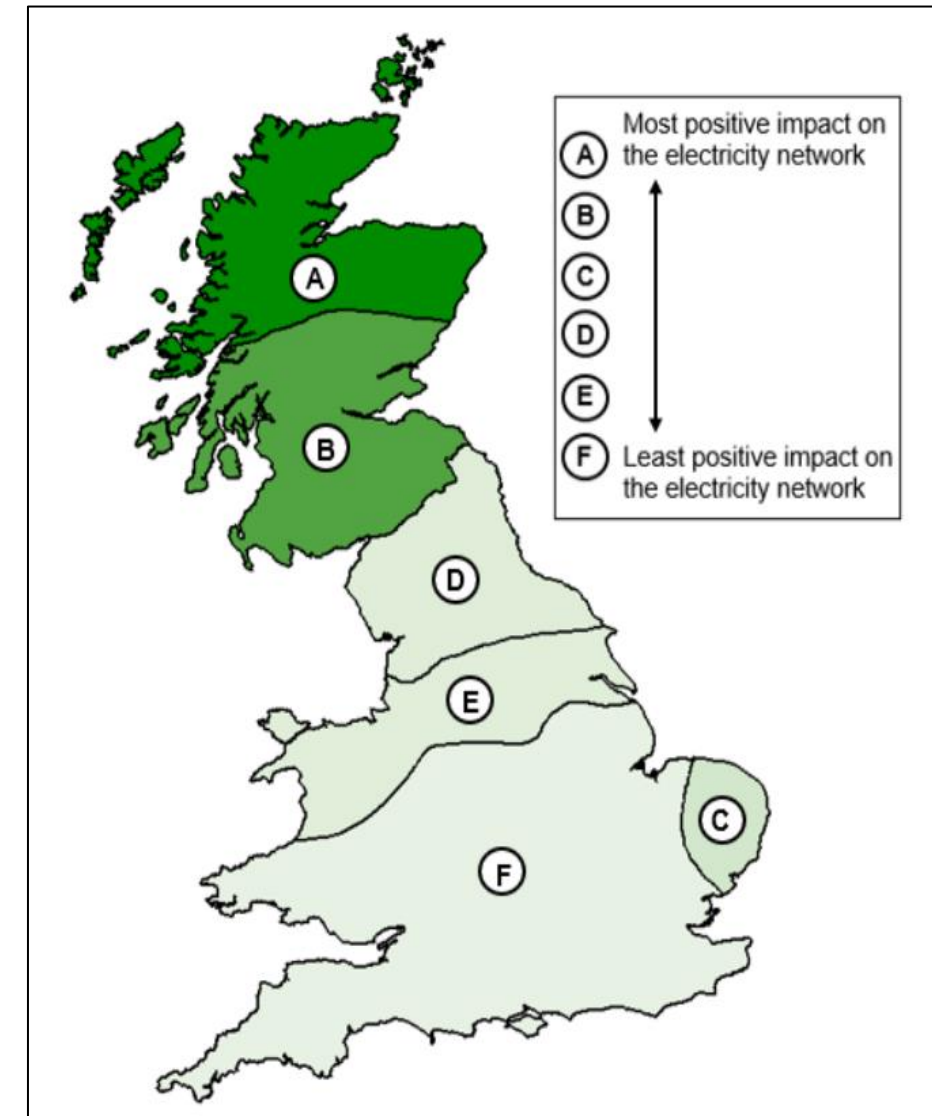 A
B
D
E
C
F
A
Most positive impact on
the electricity network
B
C
D
E
F
Least positive impact on
the electricity network